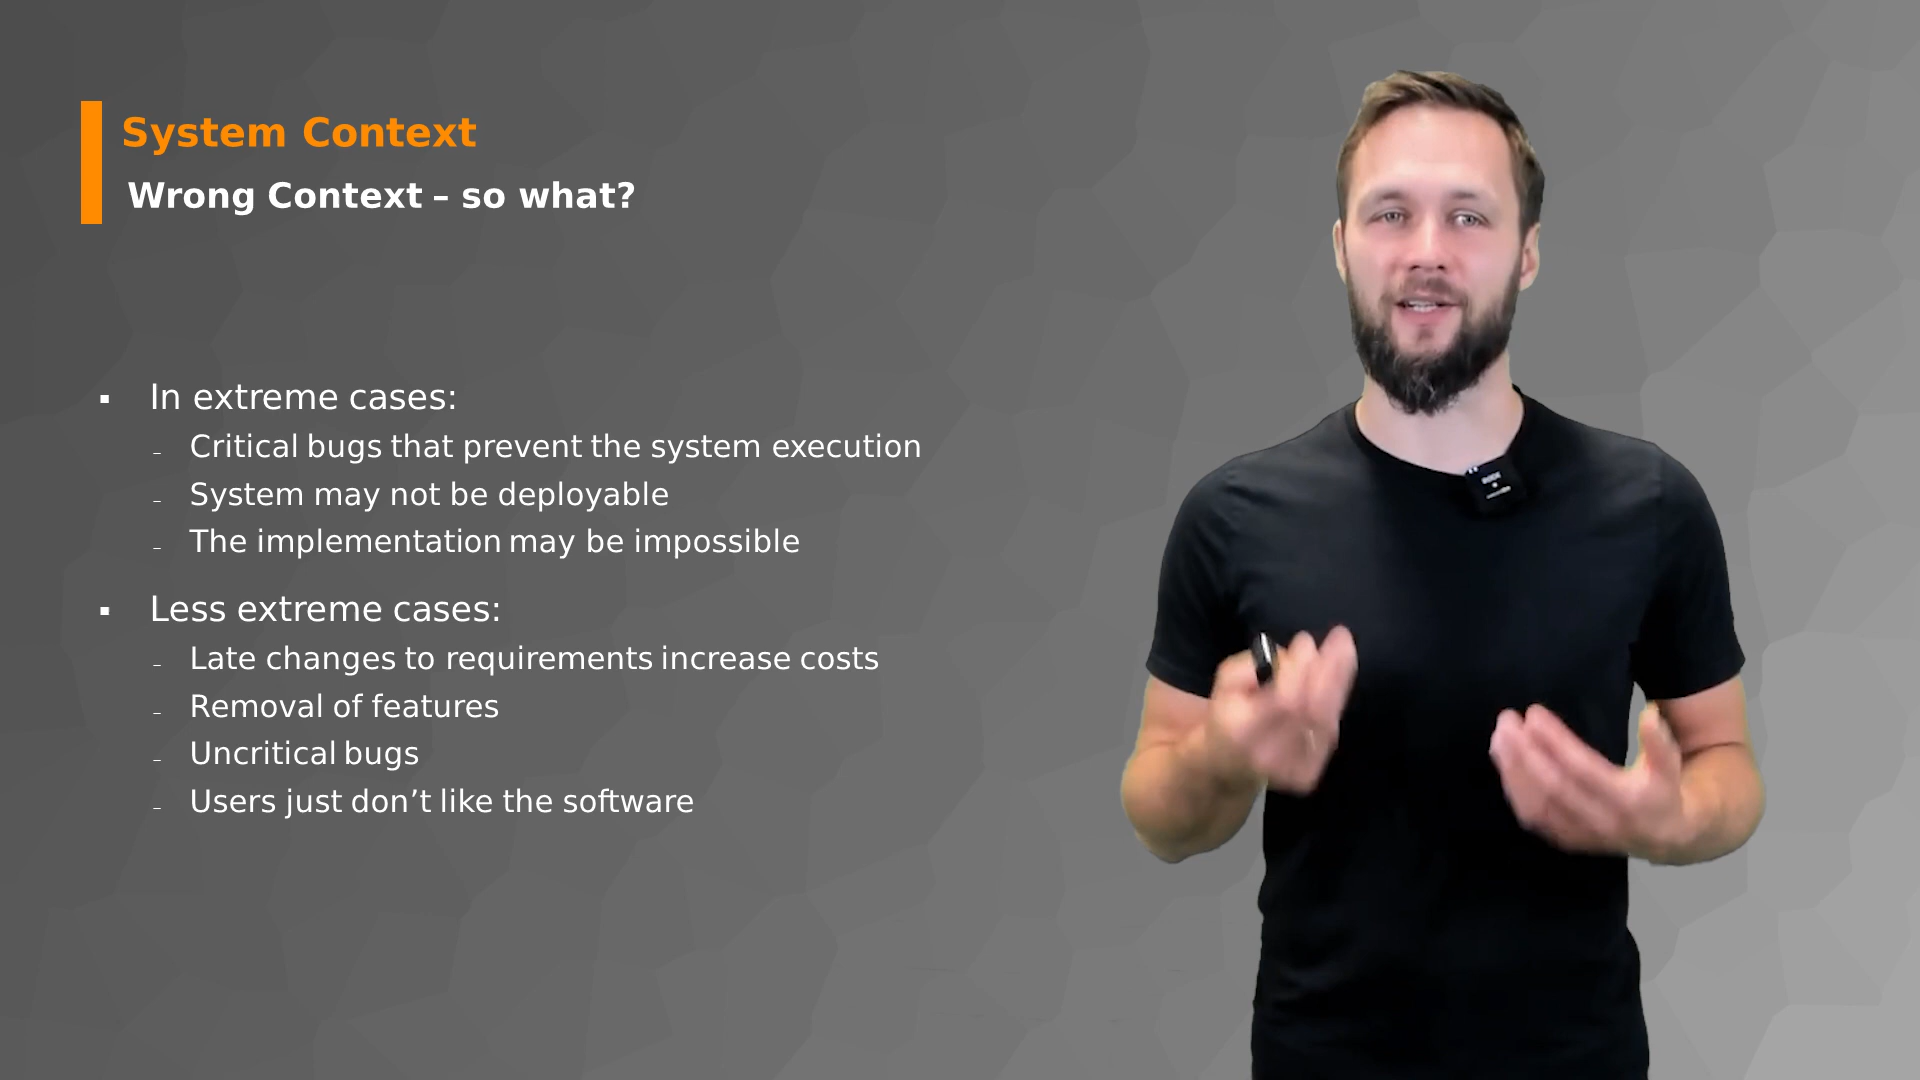 System Context
Wrong Context – so what?
▪ In extreme cases:
– Critical bugs that prevent the system execution
– System may not be deployable
– The implementation may be impossible
▪ Less extreme cases:
– Late changes to requirements increase costs
– Removal of features
– Uncritical bugs
– Users just don’t like the software